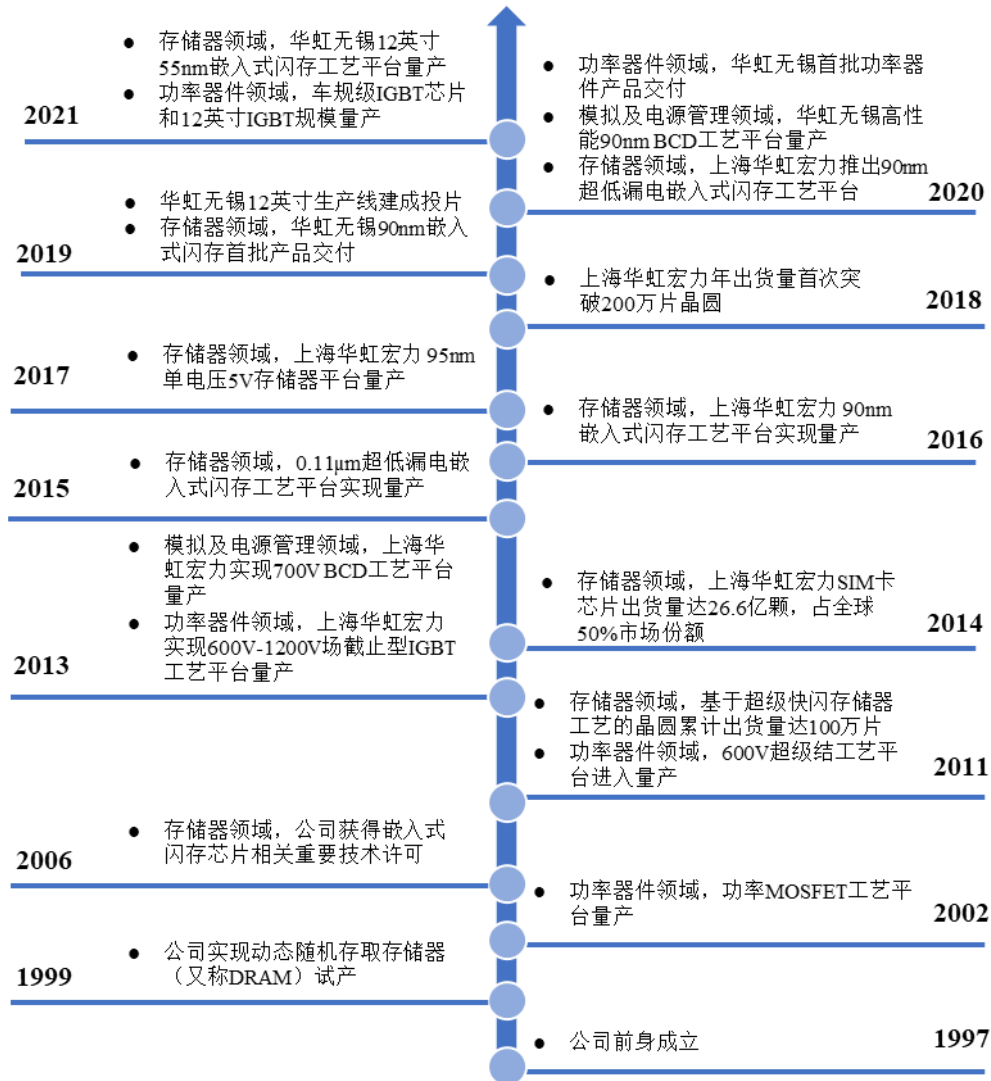 ● 存储器领域，华虹无锡12英寸
55nm嵌入式闪存工艺平台量产
● 功率器件领域，车规级IGBT芯片
和12英寸IGBT规模量产
2021
● 功率器件领域，华虹无锡首批功率器
件产品交付
● 模拟及电源管理领域，华虹无锡高性
能90nm BCD工艺平台量产
● 存储器领域，上海华虹宏力推出90nm
超低漏电嵌入式闪存工艺平台
2020
● 华虹无锡12英寸生产线建成投片
● 存储器领域，华虹无锡90nm嵌入
式闪存首批产品交付
2019
● 上海华虹宏力年出货量首次突
破200万片晶圆
2018
● 存储器领域，上海华虹宏力 95nm
单电压5V存储器平台量产
2017
● 存储器领域，上海华虹宏力 90nm
嵌入式闪存工艺平台实现量产
2016
● 存储器领域，0.11μm超低漏电嵌
入式闪存工艺平台实现量产
2015
● 存储器领域，上海华虹宏力SIM卡
芯片出货量达26.6亿颗，占全球
50%市场份额
2014
● 模拟及电源管理领域，上海华
虹宏力实现700V BCD工艺平台
量产
● 功率器件领域，上海华虹宏力
实现600V-1200V场截止型IGBT
工艺平台量产
2013
● 存储器领域，基于超级快闪存储器
工艺的晶圆累计出货量达100万片
● 功率器件领域，600V超级结工艺平
台进入量产
2011
● 存储器领域，公司获得嵌入式
闪存芯片相关重要技术许可
2006
● 功率器件领域，功率MOSFET工艺平
台量产
2002
● 公司实现动态随机存取存储器
（又称DRAM）试产
1999
● 公司前身成立
1997